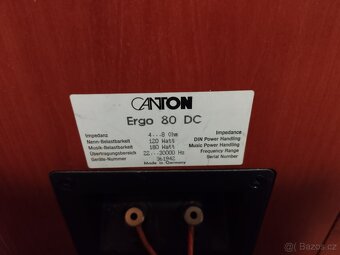 CANTON
Ergo 80 DC
Impedanz 4...8 Ohm Impedance
Nenn-Belastbarkeit 120 Watt DIN Power Handling
Musik-Belastbarkeit 180 Watt Music Power Handling
Übertragungsbereich 22...30000 Hz Frequency Range
Geräte-Nummer Serial Number
Made in Germany
bazos.cz